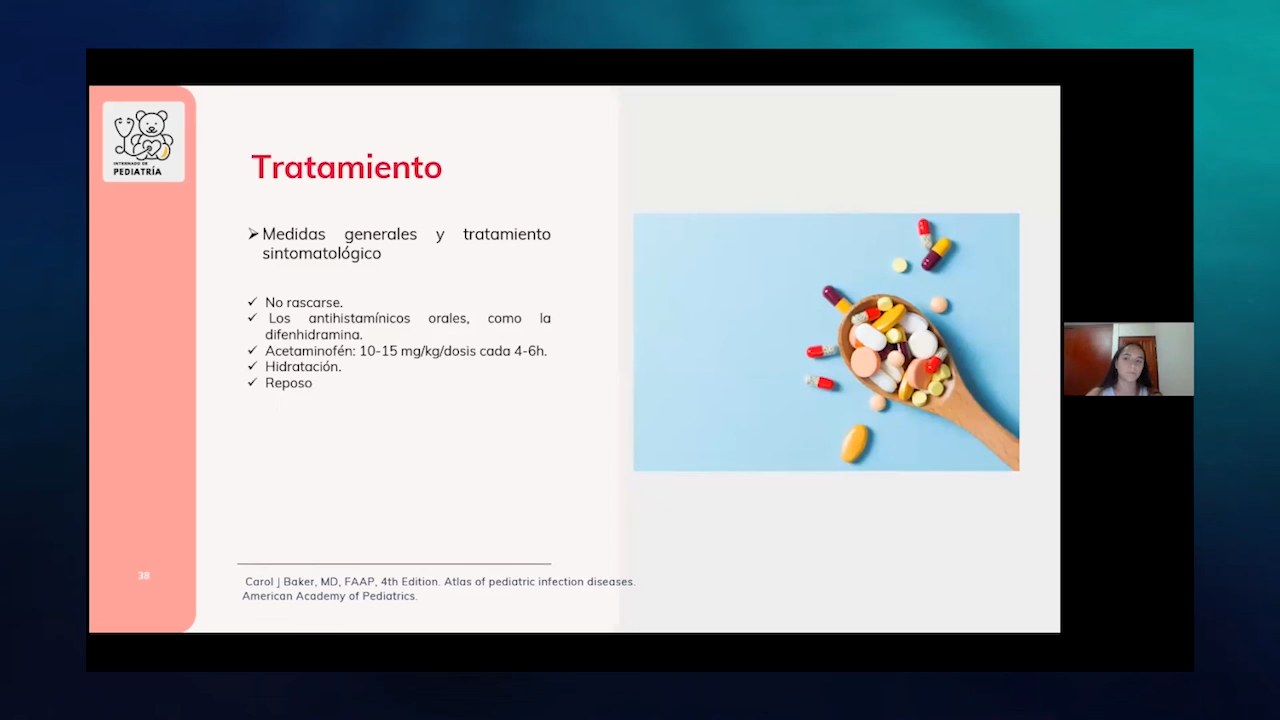 INTERNADO DE
PEDIATRÍA
Tratamiento
Medidas generales y tratamiento
sintomatológico
No rascarse.
Los antihistamínicos orales, como la
difenhidramina.
Acetaminofén: 10-15 mg/kg/dosis cada 4-6h.
Hidratación.
Reposo
38
Carol J Baker, MD, FAAP, 4th Edition. Atlas of pediatric infection diseases.
American Academy of Pediatrics.